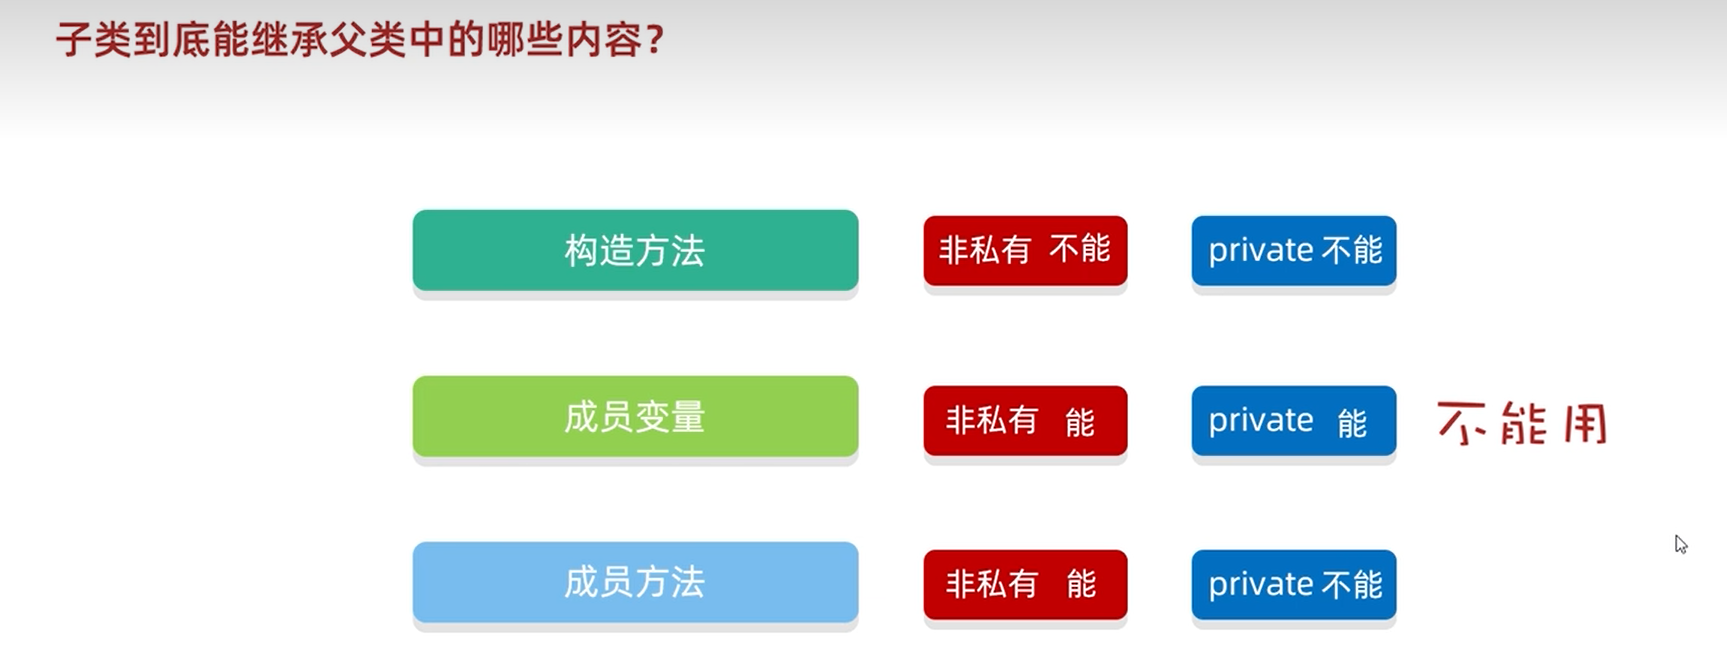 子类到底能继承父类中的哪些内容?
构造方法 非私有 不能 private 不能
成员变量 非私有 能 private 能 不能用
成员方法 非私有 能 private 不能